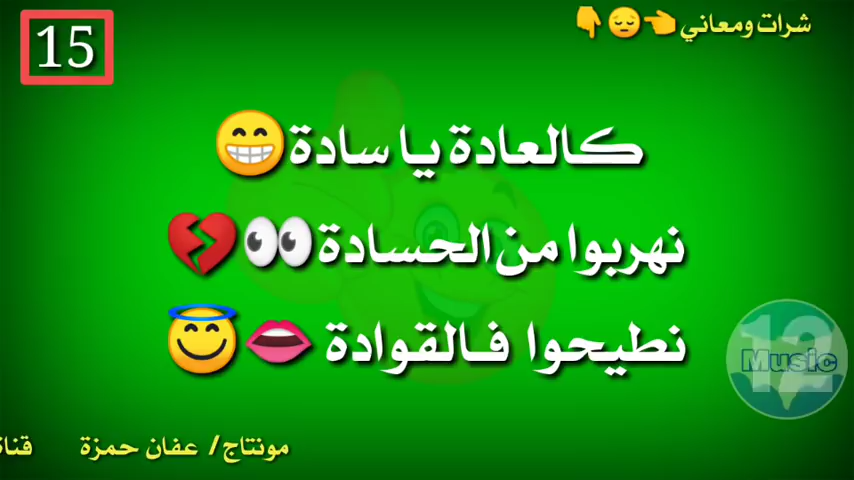 15
شرات ومعاني👈😔👇
كالعادة يا سادة😁
نهربوا من الحسادة👀💔
نطيحوا فالقوادة 👄😇
12
Music
مونتاج/ عفان حمزة